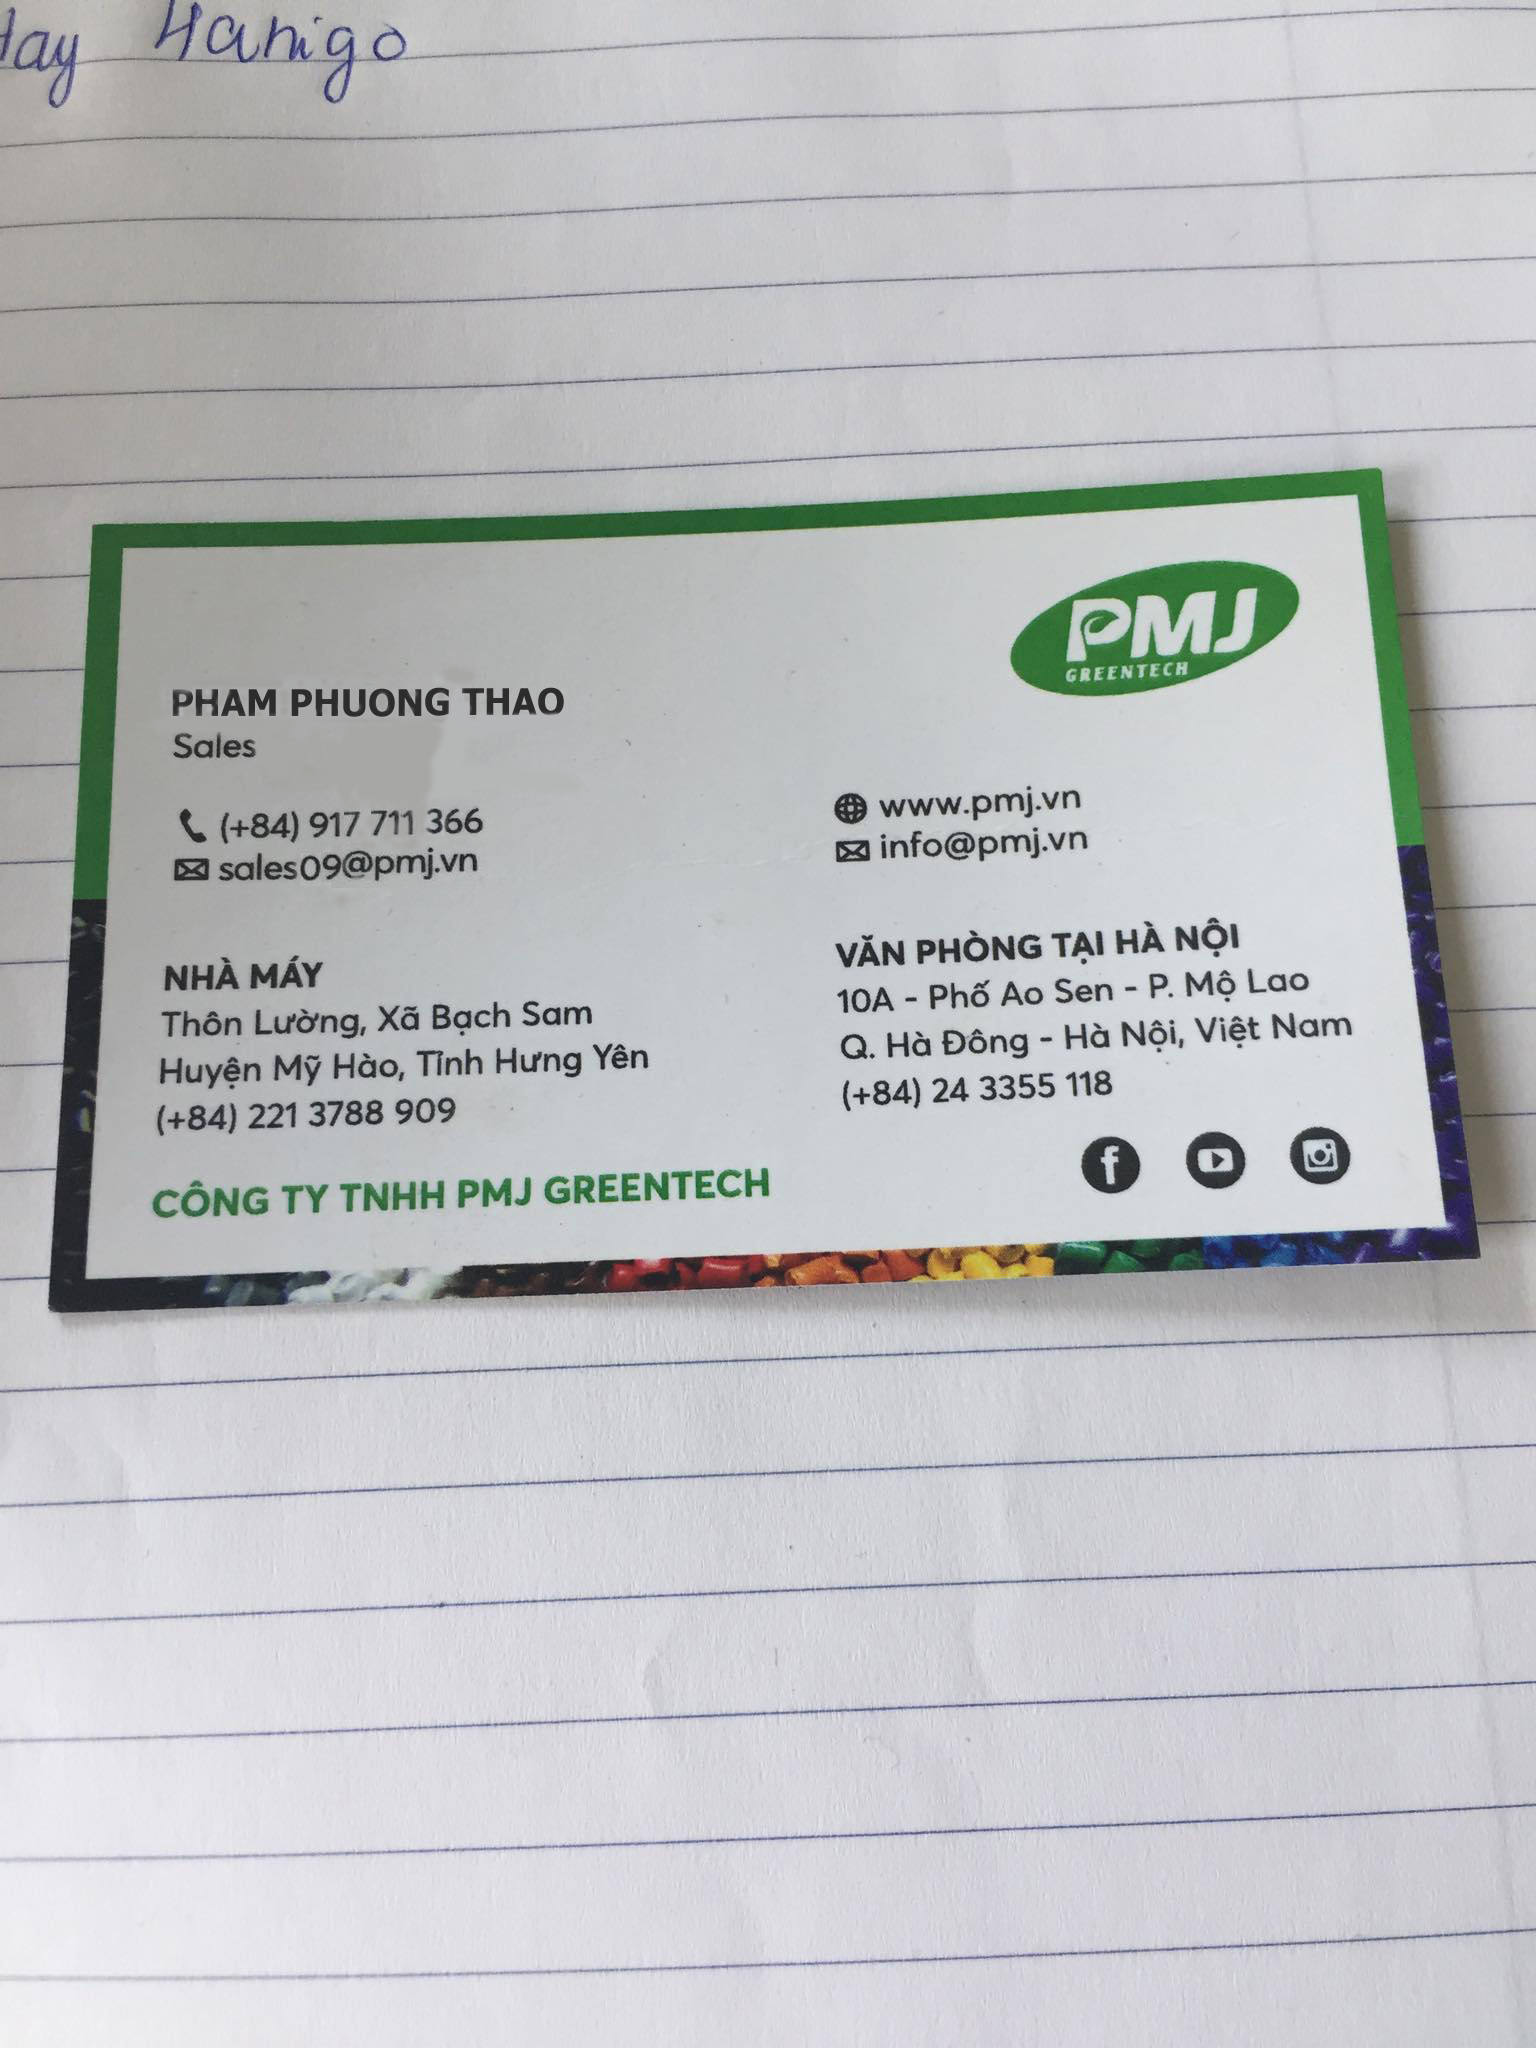 Hanigo
PMJ
GREENTECH
PHAM PHUONG THAO
Sales
(+84) 917 711 366
sales09@pmj.vn
www.pmj.vn
info@pmj.vn
NHÀ MÁY
Thôn Lường, Xã Bạch Sam
Huyện Mỹ Hào, Tỉnh Hưng Yên
(+84) 221 3788 909
VĂN PHÒNG TẠI HÀ NỘI
10A - Phố Ao Sen - P. Mộ Lao
Q. Hà Đông - Hà Nội, Việt Nam
(+84) 24 3355 118
CÔNG TY TNHH PMJ GREENTECH